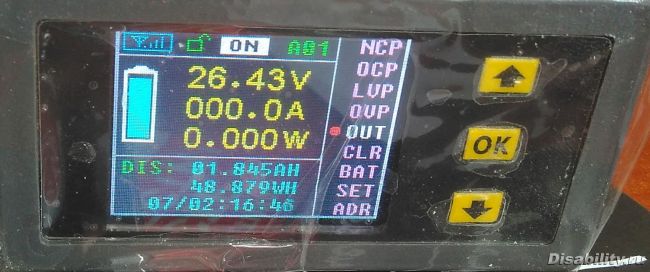 ON A01
26.43V
000.0A
0.000W
DIS: 01.845AH
48.879WH
07/02:16:46
NCP
OCP
LVP
OVP
OUT
CLR
BAT
SET
ADR
OK